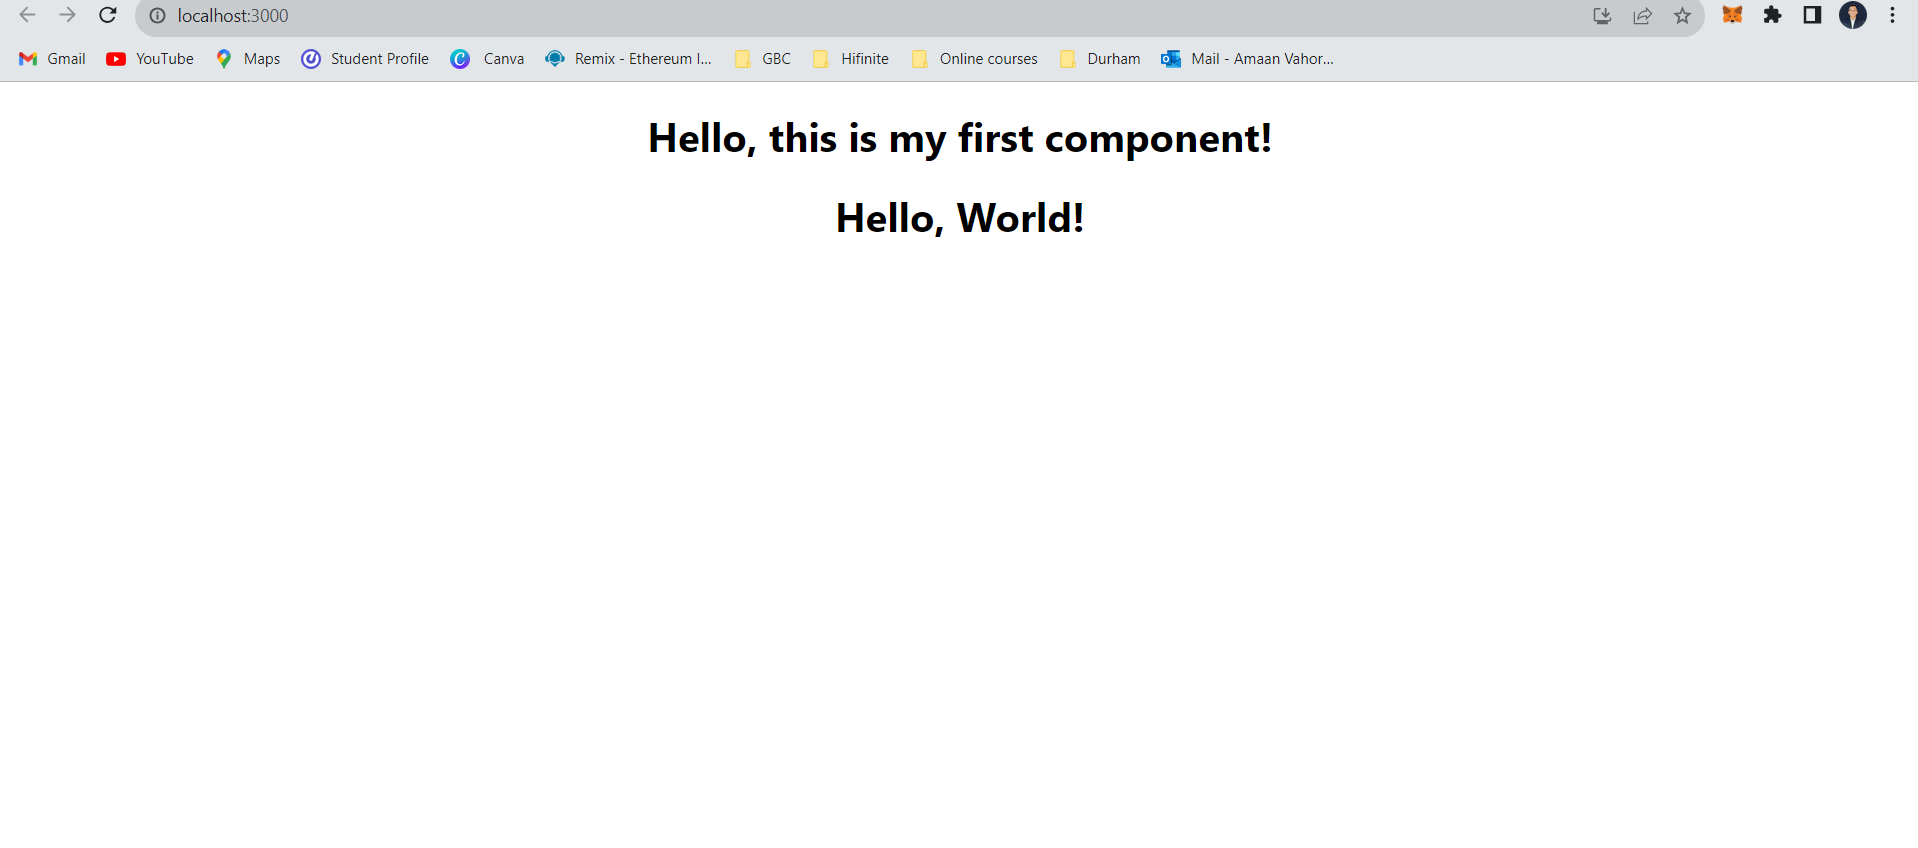 localhost:3000
Gmail YouTube Maps Student Profile Canva Remix - Ethereum I... GBC Hifinite Online courses Durham Mail - Amaan Vahor...
Hello, this is my first component!
Hello, World!